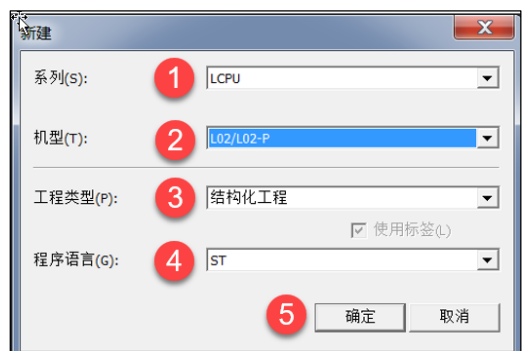 新建
系列(S): 1 LCPU
机型(T): 2 L02/L02-P
工程类型(P): 3 结构化工程
使用标签(L)
程序语言(G): 4 ST
5 确定 取消